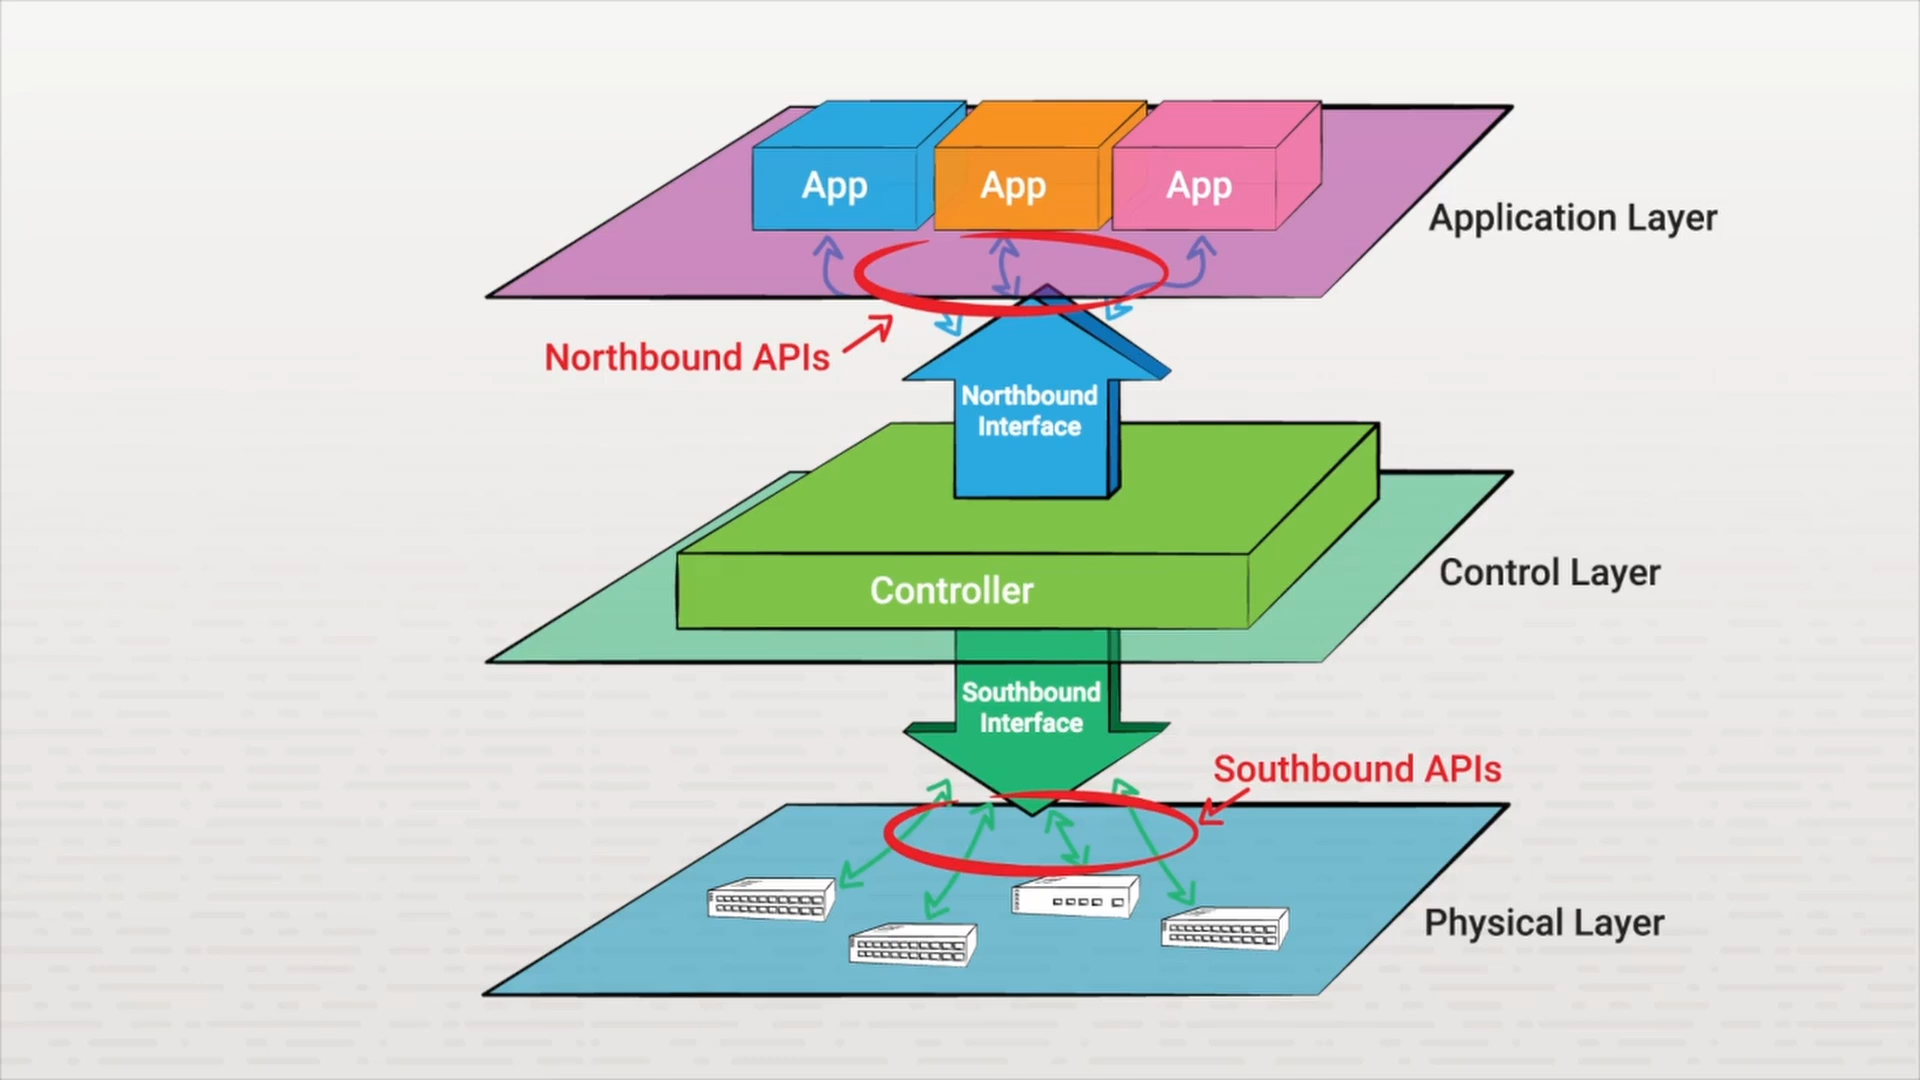 App
App
App
Application Layer
Northbound APIs
Northbound
Interface
Controller
Control Layer
Southbound
Interface
Southbound APIs
Physical Layer